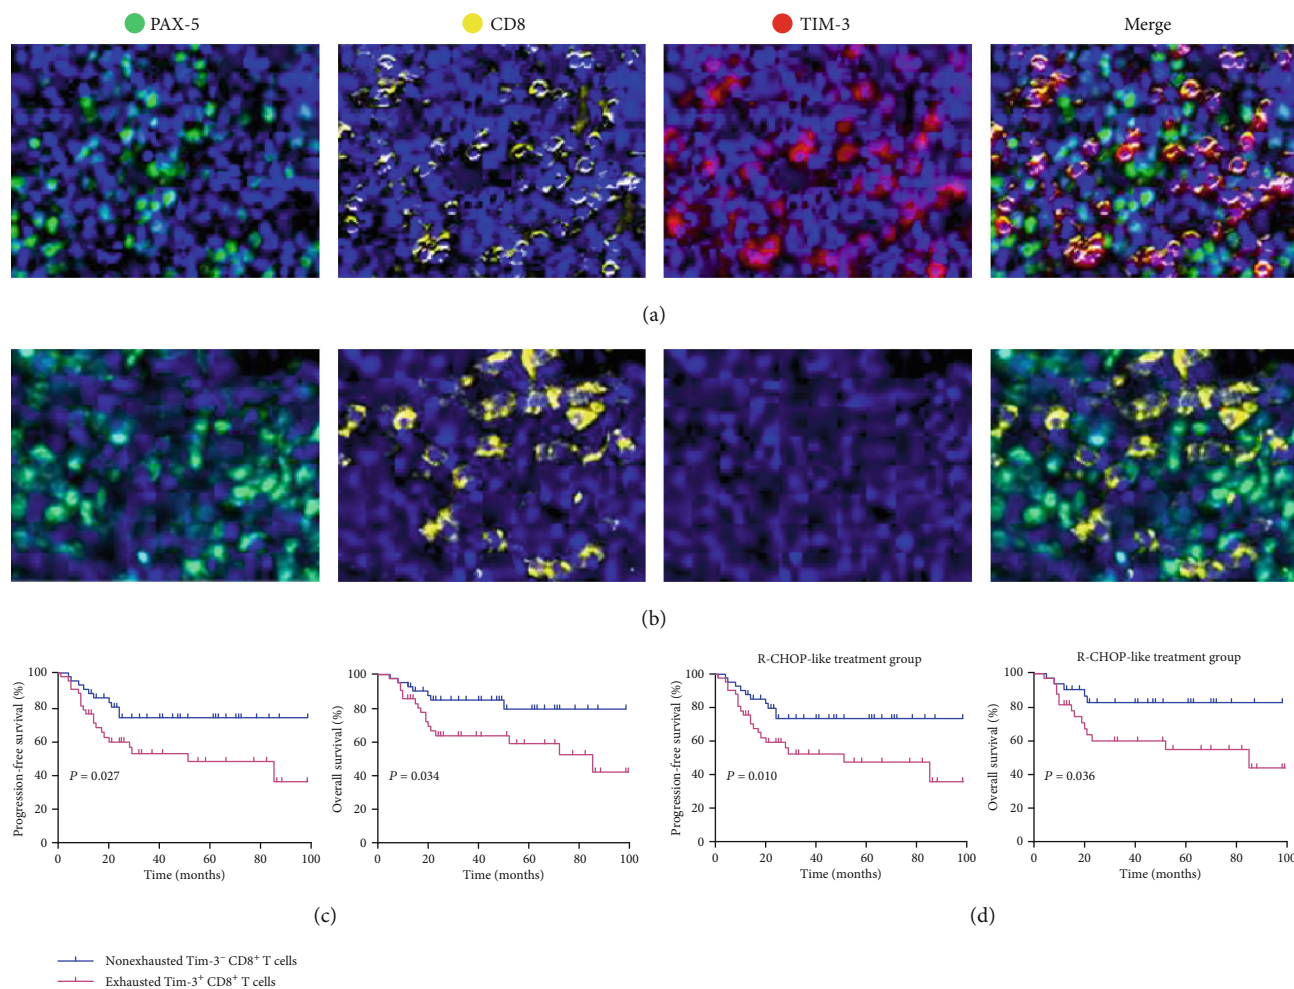 PAX-5 CD8 TIM-3 Merge
(a)
(b)
R-CHOP-like treatment group R-CHOP-like treatment group
Progression-free survival (%)
100
80
60
40
20
0
P = 0.027
0 20 40 60 80 100
Time (months)
Overall survival (%)
100
80
60
40
20
0
P = 0.034
0 20 40 60 80 100
Time (months)
(c)
Progression-free survival (%)
100
80
60
40
20
0
P = 0.010
0 20 40 60 80 100
Time (months)
Overall survival (%)
100
80
60
40
20
0
P = 0.036
0 20 40 60 80 100
Time (months)
(d)
Nonexhausted Tim-3⁻ CD8⁺ T cells
Exhausted Tim-3⁺ CD8⁺ T cells